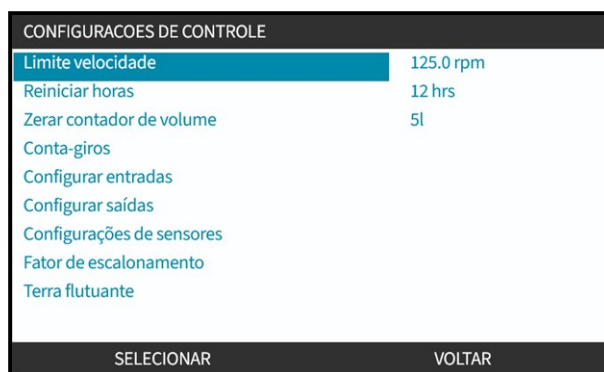 CONFIGURACOES DE CONTROLE
Limite velocidade 125.0 rpm
Reiniciar horas 12 hrs
Zerar contador de volume 5l
Conta-giros
Configurar entradas
Configurar saídas
Configurações de sensores
Fator de escalonamento
Terra flutuante
SELECIONAR VOLTAR